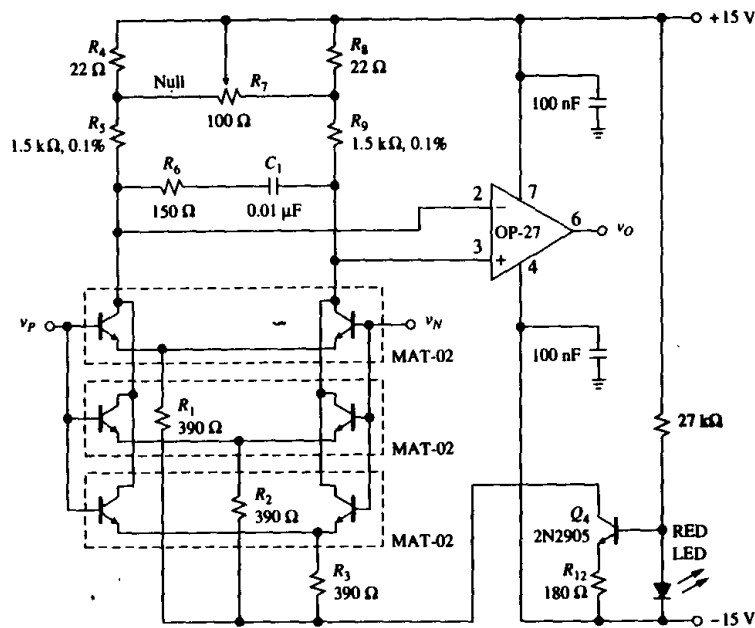 +15 V
R4
22 Ω
R8
22 Ω
Null
R7
100 Ω
100 nF
R5
1.5 kΩ, 0.1%
R9
1.5 kΩ, 0.1%
R6
150 Ω
C1
0.01 μF
2
−
7
OP-27
6
vO
3
+
4
vP
vN
MAT-02
100 nF
R1
390 Ω
MAT-02
27 kΩ
R2
390 Ω
MAT-02
Q4
2N2905
RED
LED
R3
390 Ω
R12
180 Ω
−15 V